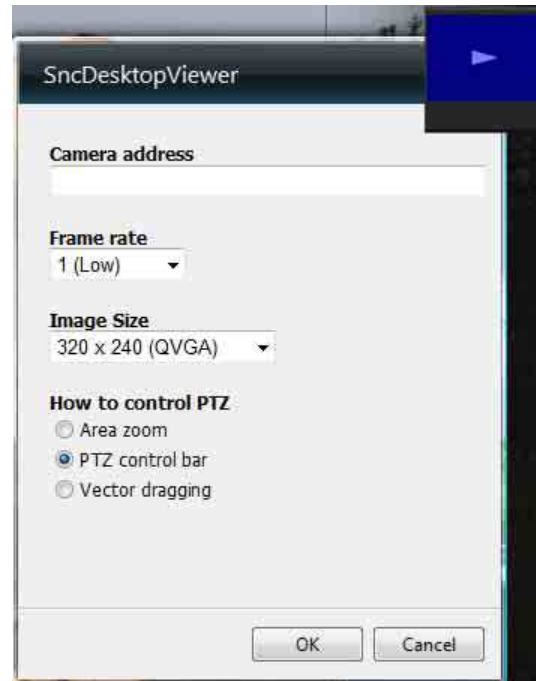 SncDesktopViewer
Camera address
Frame rate
1 (Low)
Image Size
320 x 240 (QVGA)
How to control PTZ
Area zoom
PTZ control bar
Vector dragging
OK
Cancel